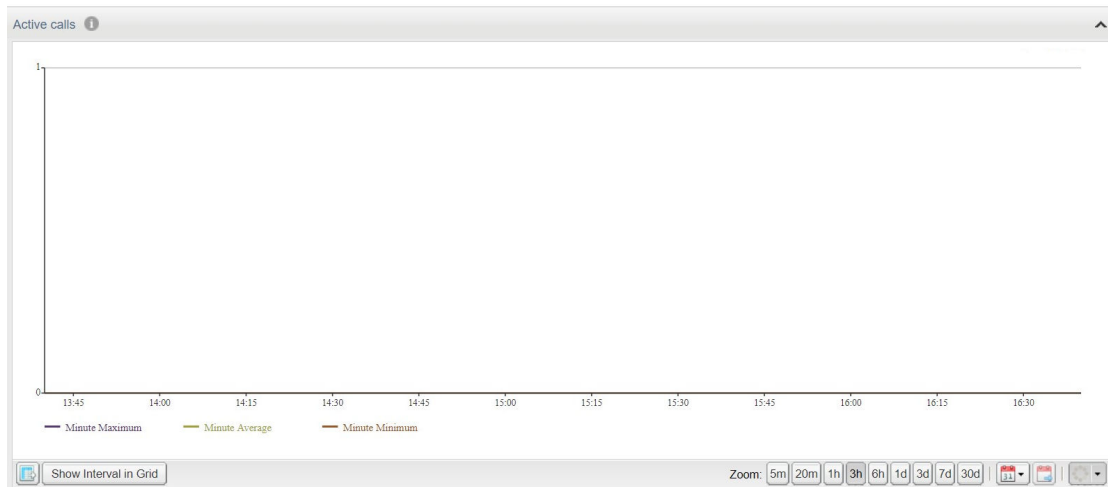 Active calls
1
0
13:45 14:00 14:15 14:30 14:45 15:00 15:15 15:30 15:45 16:00 16:15 16:30
Minute Maximum Minute Average Minute Minimum
Show Interval in Grid Zoom: 5m 20m 1h 3h 6h 1d 3d 7d 30d 31